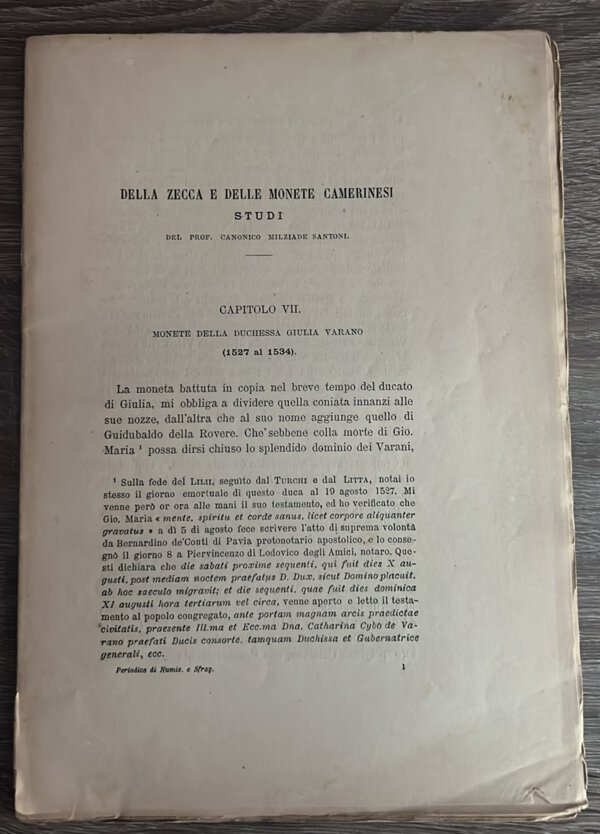 DELLA ZECCA E DELLE MONETE CAMERINESI
STUDI
DEL PROF. CANONICO MILZIADE SANTONI.
CAPITOLO VII.
MONETE DELLA DUCHESSA GIULIA VARANO
(1527 al 1534).
La moneta battuta in copia nel breve tempo del ducato
di Giulia, mi obbliga a dividere quella coniata innanzi alle
sue nozze, dall'altra che al suo nome aggiunge quello di
Guidubaldo della Rovere. Che'sebbene colla morte di Gio.
Maria ¹ possa dirsi chiuso lo splendido dominio dei Varani,
¹ Sulla fede del LILII, seguito dal TURCHI e dal LITTA, notai io
stesso il giorno emortuale di questo duca al 19 agosto 1527. Mi
venne però or ora alle mani il suo testamento, ed ho verificato che
Gio. Maria « mente, spiritu et corde sanus, licet corpore aliquanter
gravatus » a dì 5 di agosto fece scrivere l'atto di suprema volontà
da Bernardino de'Conti di Pavia protonotario apostolico, e lo conse-
gnò il giorno 8 a Piervincenzo di Lodovico degli Amici, notaro. Que-
sti dichiara che die sabati proxime sequenti, qui fuit dies X au-
gusti, post mediam noctem praefatus D. Dux, sicut Domino placuit,
ab hoc saeculo migravit; et die sequenti, quae fuit dies dominica
XI augusti hora tertiarum vel circa, venne aperto e letto il testa-
mento al popolo congregato, ante portam magnam arcis praedictae
civitatis, praesente Ill.ma et Ecc.ma Dna. Catharina Cybo de Va-
rano praefati Ducis consorte, tamquam Duchissa et Gubernatrice
generali, ecc.
Periodico di Numis. e Sfrag. 1